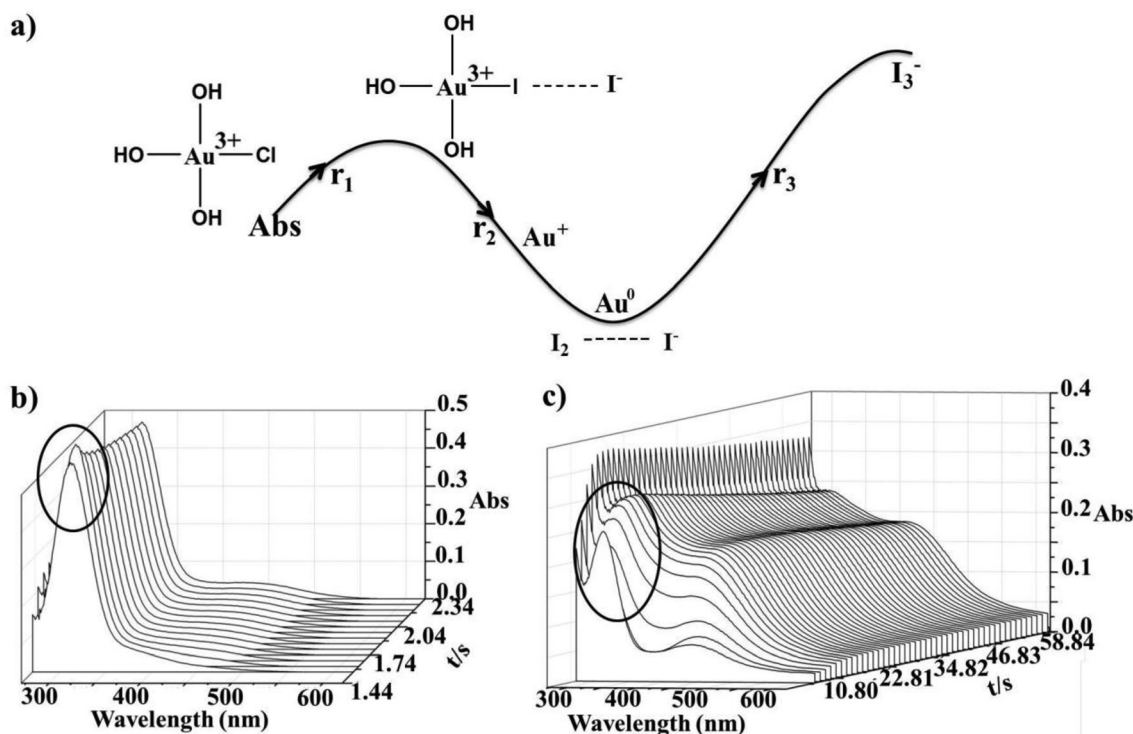 a)
OH
HO Au 3+ Cl
OH
OH
HO Au 3+ I ------ I-
OH
I3-
Abs
r1
r2
r3
Au+
Au0
I2 ------ I-
b)
0.5
0.4
0.3
Abs
0.2
0.1
0.0
2.34
2.04
t/s
1.74
1.44
300 400 500 600
Wavelength (nm)
c)
0.4
0.3
0.2
Abs
0.1
0.0
58.84
46.83
t/s
34.82
22.81
10.80
300 400 500 600
Wavelength (nm)